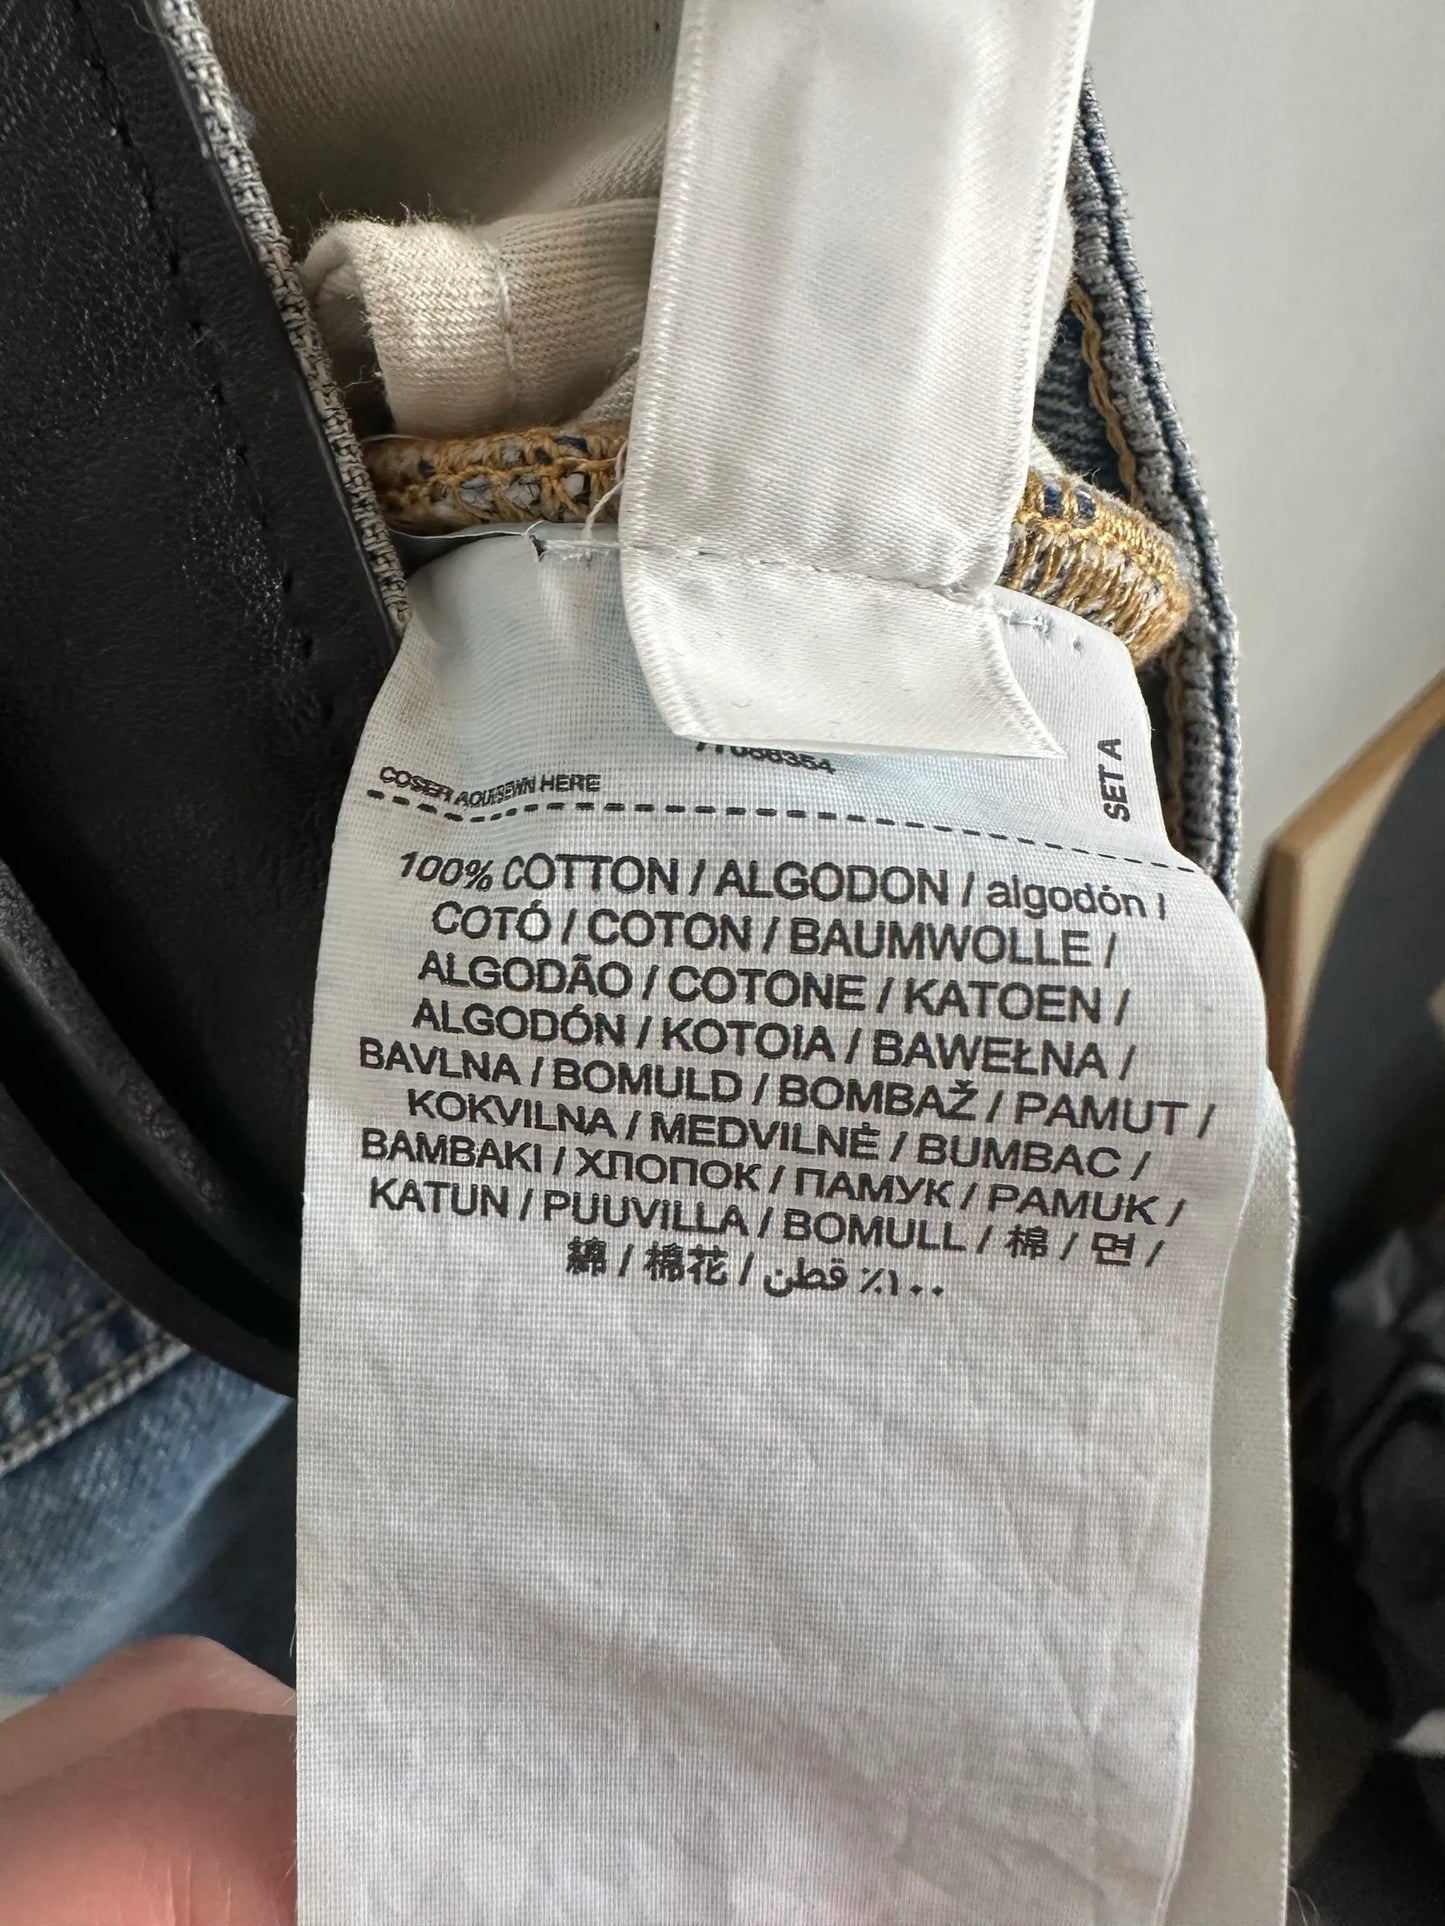 SET A
COSER AQUI SEWN HERE
100% COTTON / ALGODON / algodón /
COTÓ / COTON / BAUMWOLLE /
ALGODÃO / COTONE / KATOEN /
ALGODÓN / KOTOIA / BAWEŁNA /
BAVLNA / BOMULD / BOMBAŽ / PAMUT /
KOKVILNA / MEDVILNĖ / BUMBAC /
BAMBAKI / ХЛОПОК / ПАМУК / PAMUK /
KATUN / PUUVILLA / BOMULL / 棉 / 면 /
綿 / 棉花 / قطن ٪١٠٠